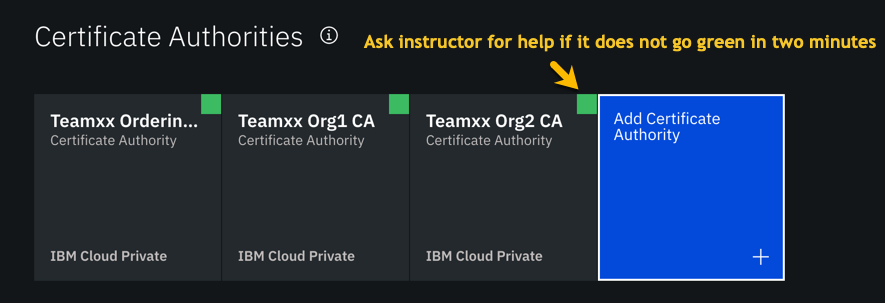 Certificate Authorities
Ask instructor for help if it does not go green in two minutes
Teamxx Orderin...
Certificate Authority
IBM Cloud Private
Teamxx Org1 CA
Certificate Authority
IBM Cloud Private
Teamxx Org2 CA
Certificate Authority
IBM Cloud Private
Add Certificate
Authority